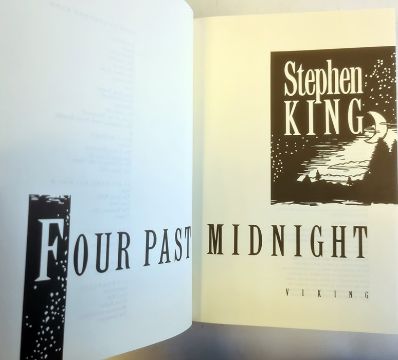 Stephen
KING
FOUR PAST MIDNIGHT
VIKING